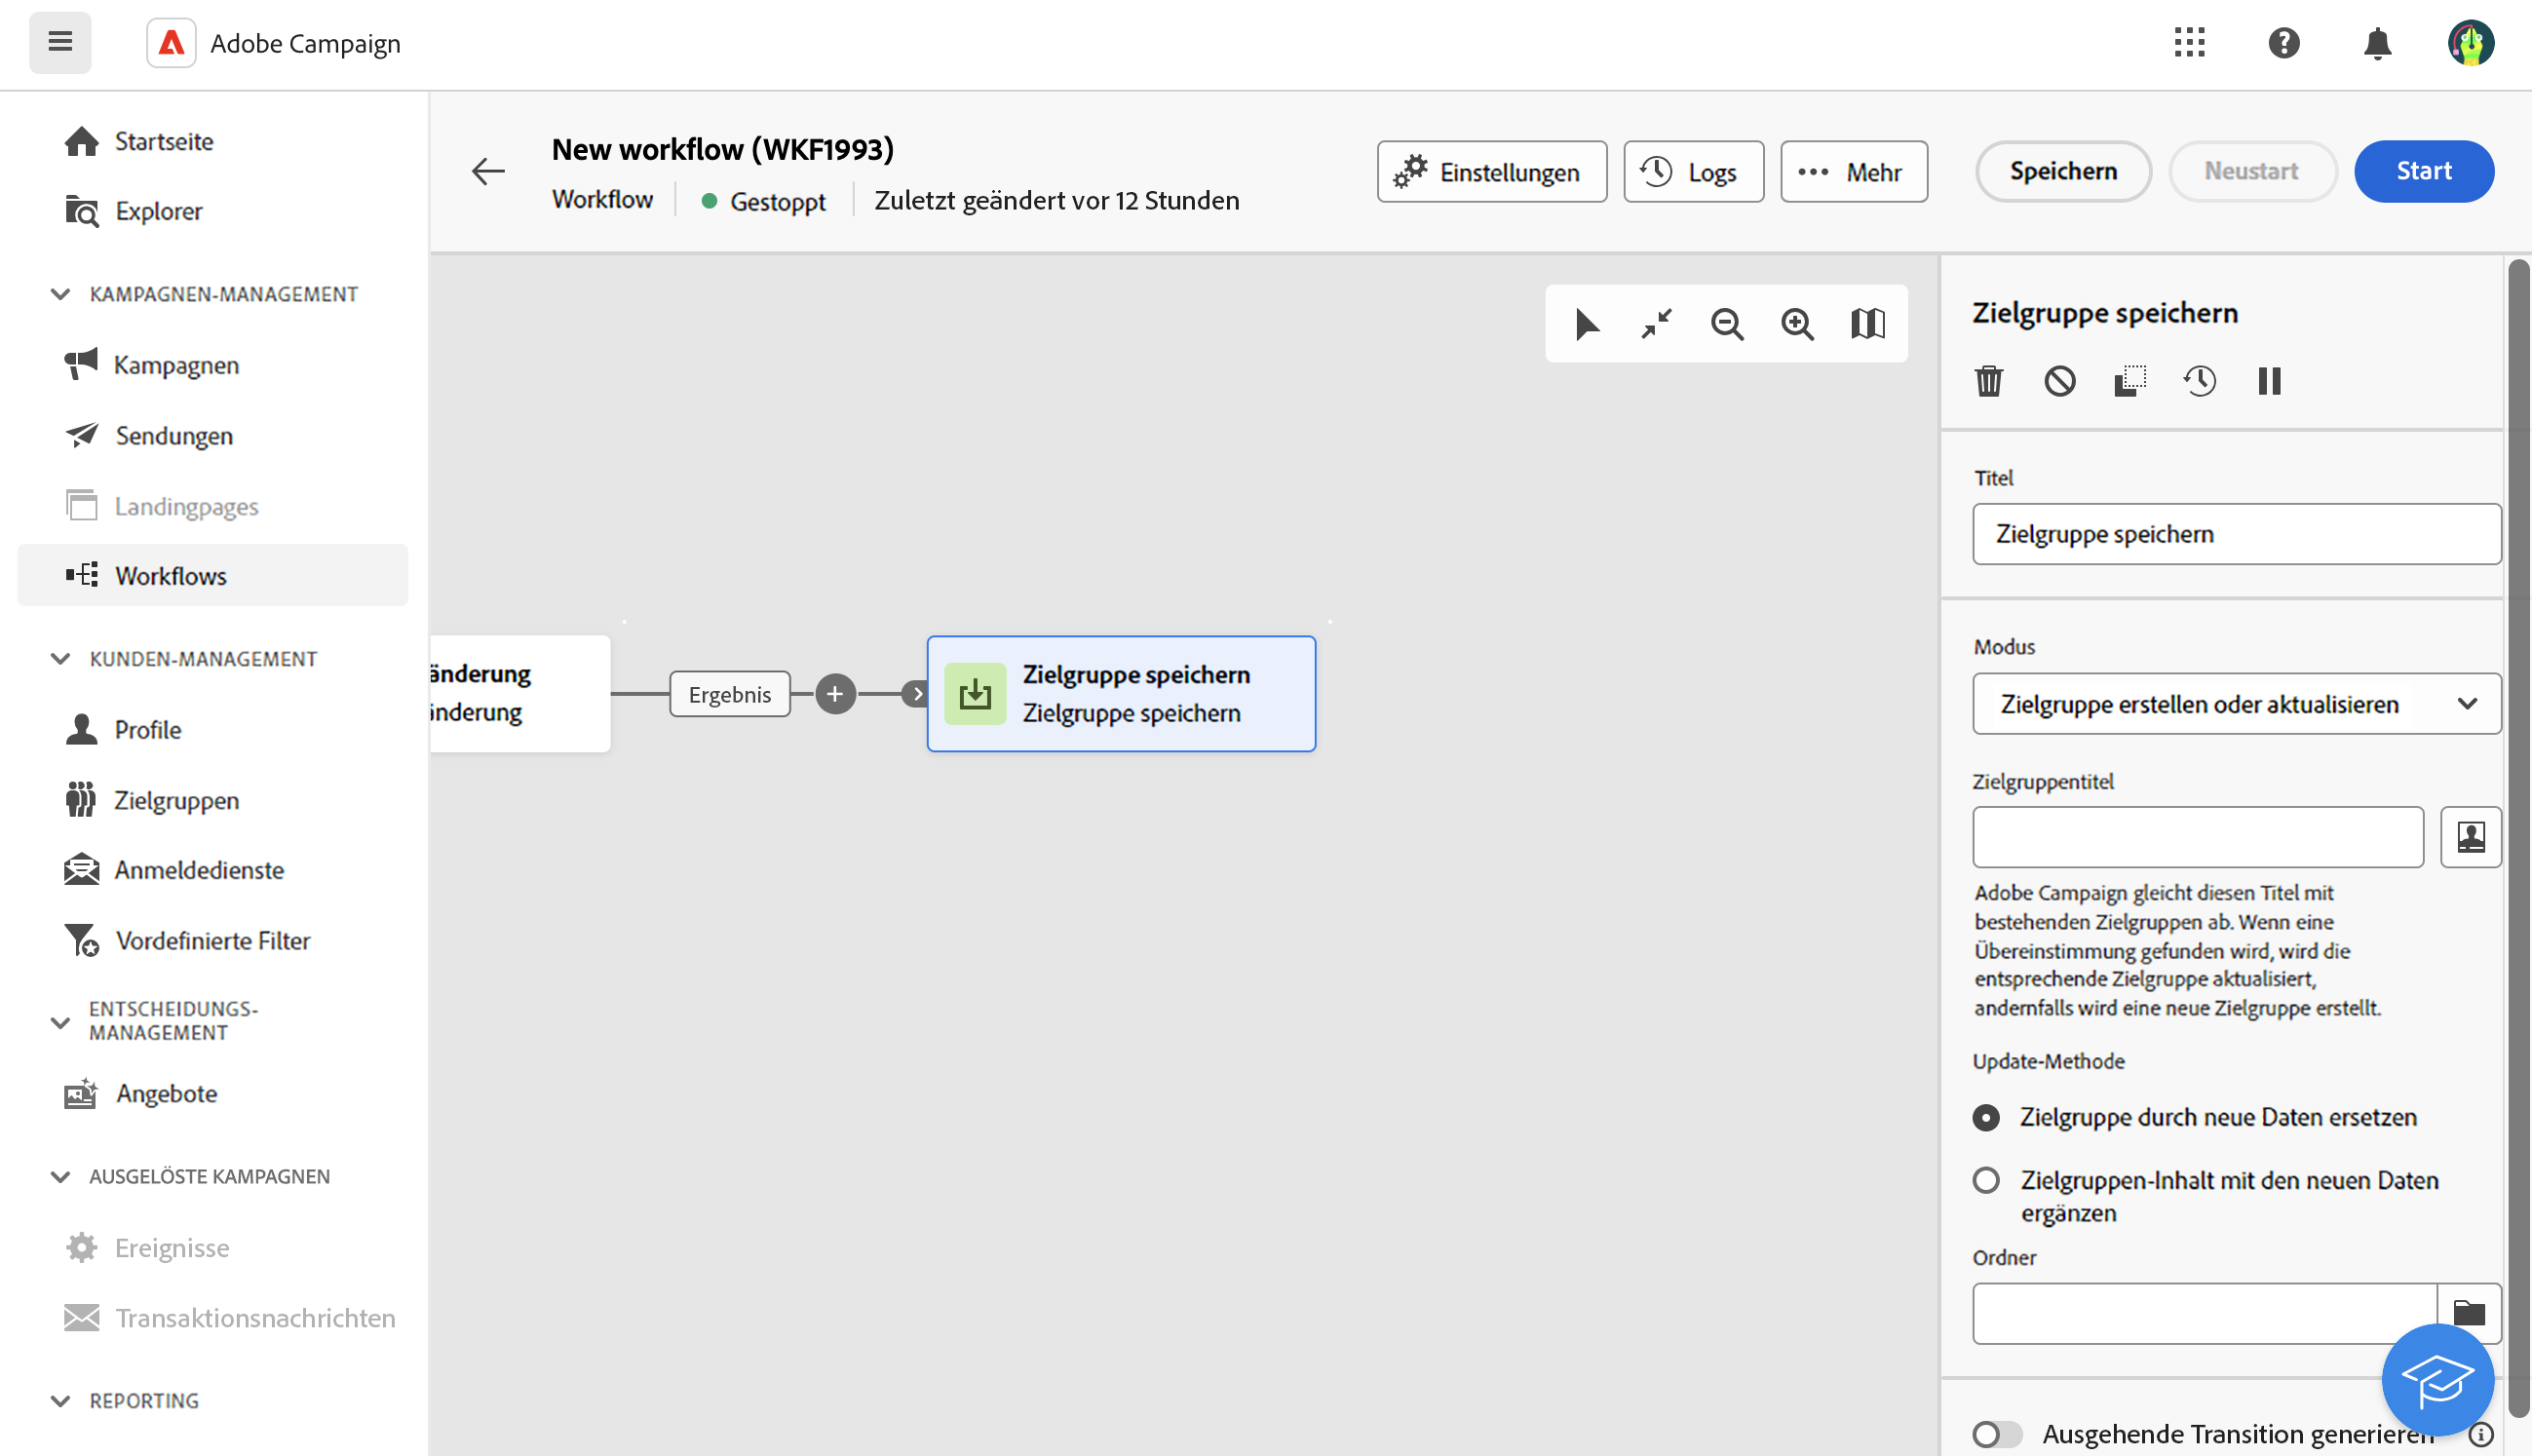 Adobe Campaign
Startseite
Explorer
KAMPAGNEN-MANAGEMENT
Kampagnen
Sendungen
Landingpages
Workflows
KUNDEN-MANAGEMENT
Profile
Zielgruppen
Anmeldedienste
Vordefinierte Filter
ENTSCHEIDUNGS-
MANAGEMENT
Angebote
AUSGELÖSTE KAMPAGNEN
Ereignisse
Transaktionsnachrichten
REPORTING
New workflow (WKF1993)
Workflow
Gestoppt
Zuletzt geändert vor 12 Stunden
Einstellungen
Logs
Mehr
Speichern
Neustart
Start
änderung
änderung
Ergebnis
Zielgruppe speichern
Zielgruppe speichern
Zielgruppe speichern
Titel
Zielgruppe speichern
Modus
Zielgruppe erstellen oder aktualisieren
Zielgruppentitel
Adobe Campaign gleicht diesen Titel mit
bestehenden Zielgruppen ab. Wenn eine
Übereinstimmung gefunden wird, wird die
entsprechende Zielgruppe aktualisiert,
andernfalls wird eine neue Zielgruppe erstellt.
Update-Methode
Zielgruppe durch neue Daten ersetzen
Zielgruppen-Inhalt mit den neuen Daten
ergänzen
Ordner
Ausgehende Transition generieren